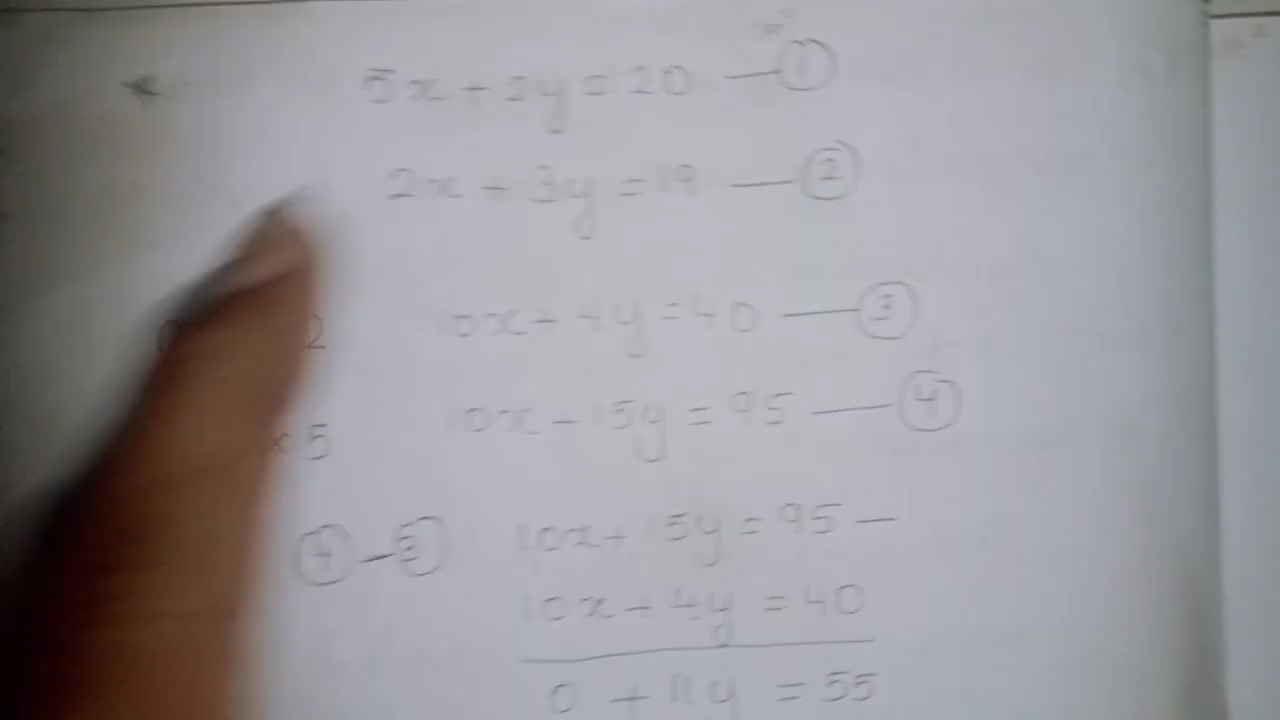 5x + 2y = 20 — ①
2x + 3y = 19 — ②
2 10x + 4y = 40 — ③
× 5 10x + 15y = 95 — ④
④ - ③ 10x + 15y = 95 —
10x + 4y = 40
0 + 11y = 55